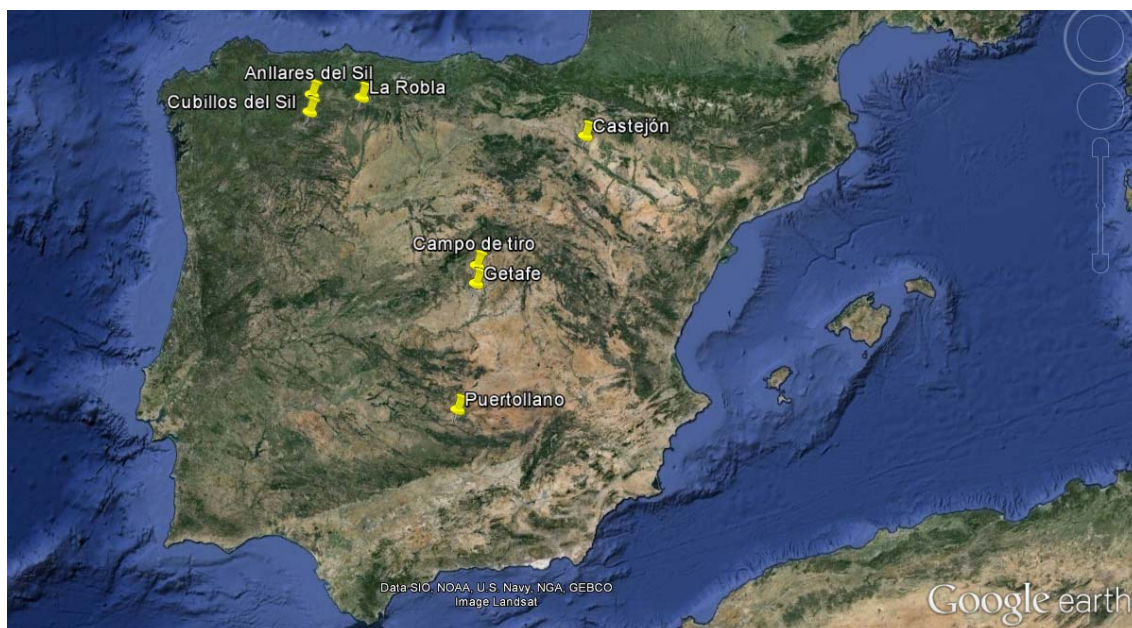 Anllares del Sil
La Robla
Cubillos del Sil
Castejón
Campo de tiro
Getafe
Puertollano
Data SIO, NOAA, U.S. Navy, NGA, GEBCO
Image Landsat
Google earth